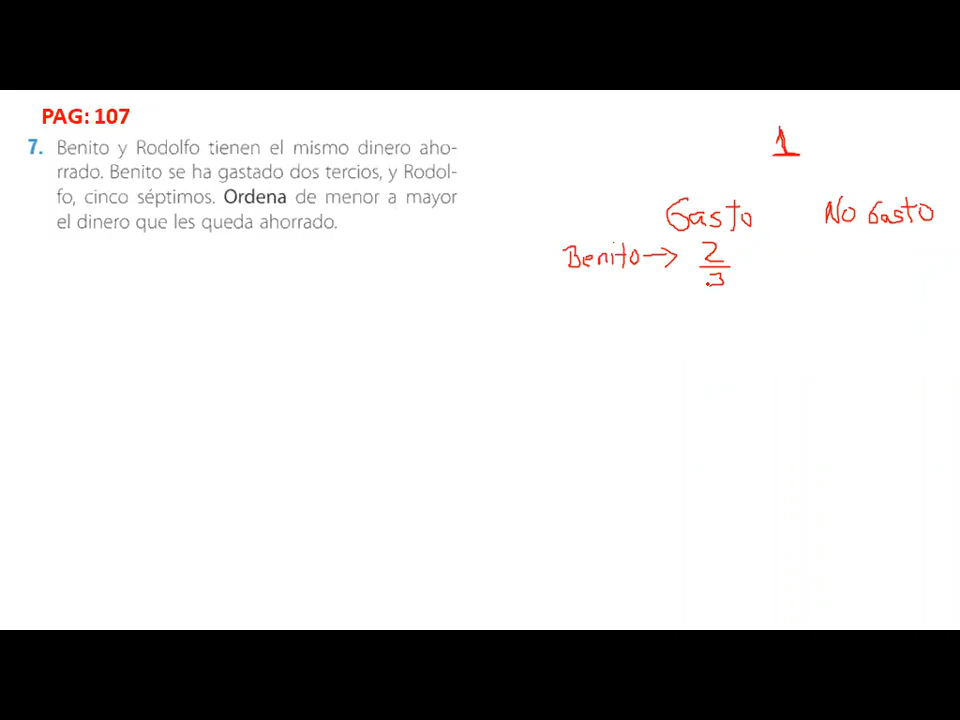 PAG: 107
7. Benito y Rodolfo tienen el mismo dinero aho-
rrado. Benito se ha gastado dos tercios, y Rodol-
fo, cinco séptimos. Ordena de menor a mayor
el dinero que les queda ahorrado.
1
Gasto No Gasto
Benito → 2
3